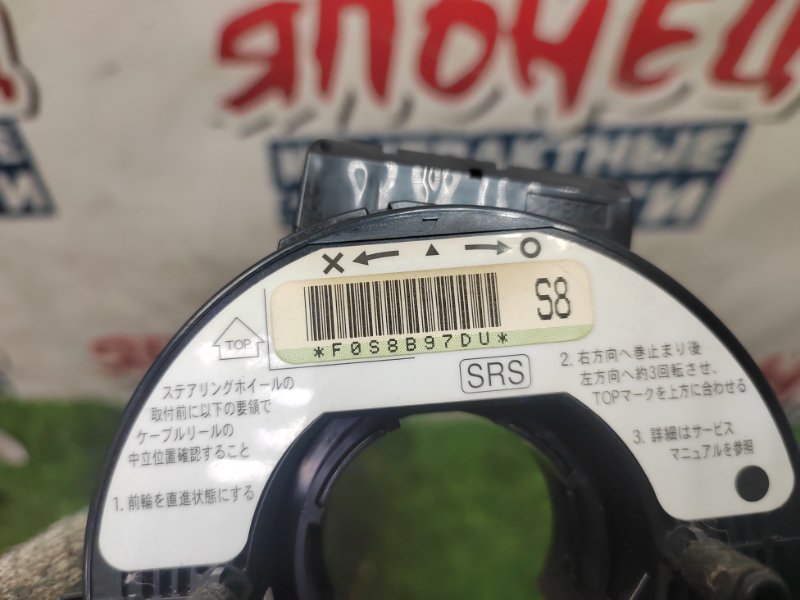 ЯПОНЕЦ
X ← ▲ → O
S8
*F0S8B97DU*
TOP
SRS
ステアリングホイールの
取付前に以下の要領で
ケーブルリールの
中立位置確認すること
1. 前輪を直進状態にする
2. 右方向へ巻止まり後
左方向へ約3回転させ、
TOPマークを上方に合わせる
3. 詳細はサービス
マニュアルを参照